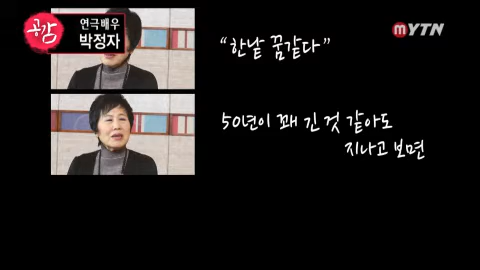 공감
연극배우
박정자
mYTN
“한낱 꿈같다”
50년이 꽤 긴 것 같아도
지나고 보면